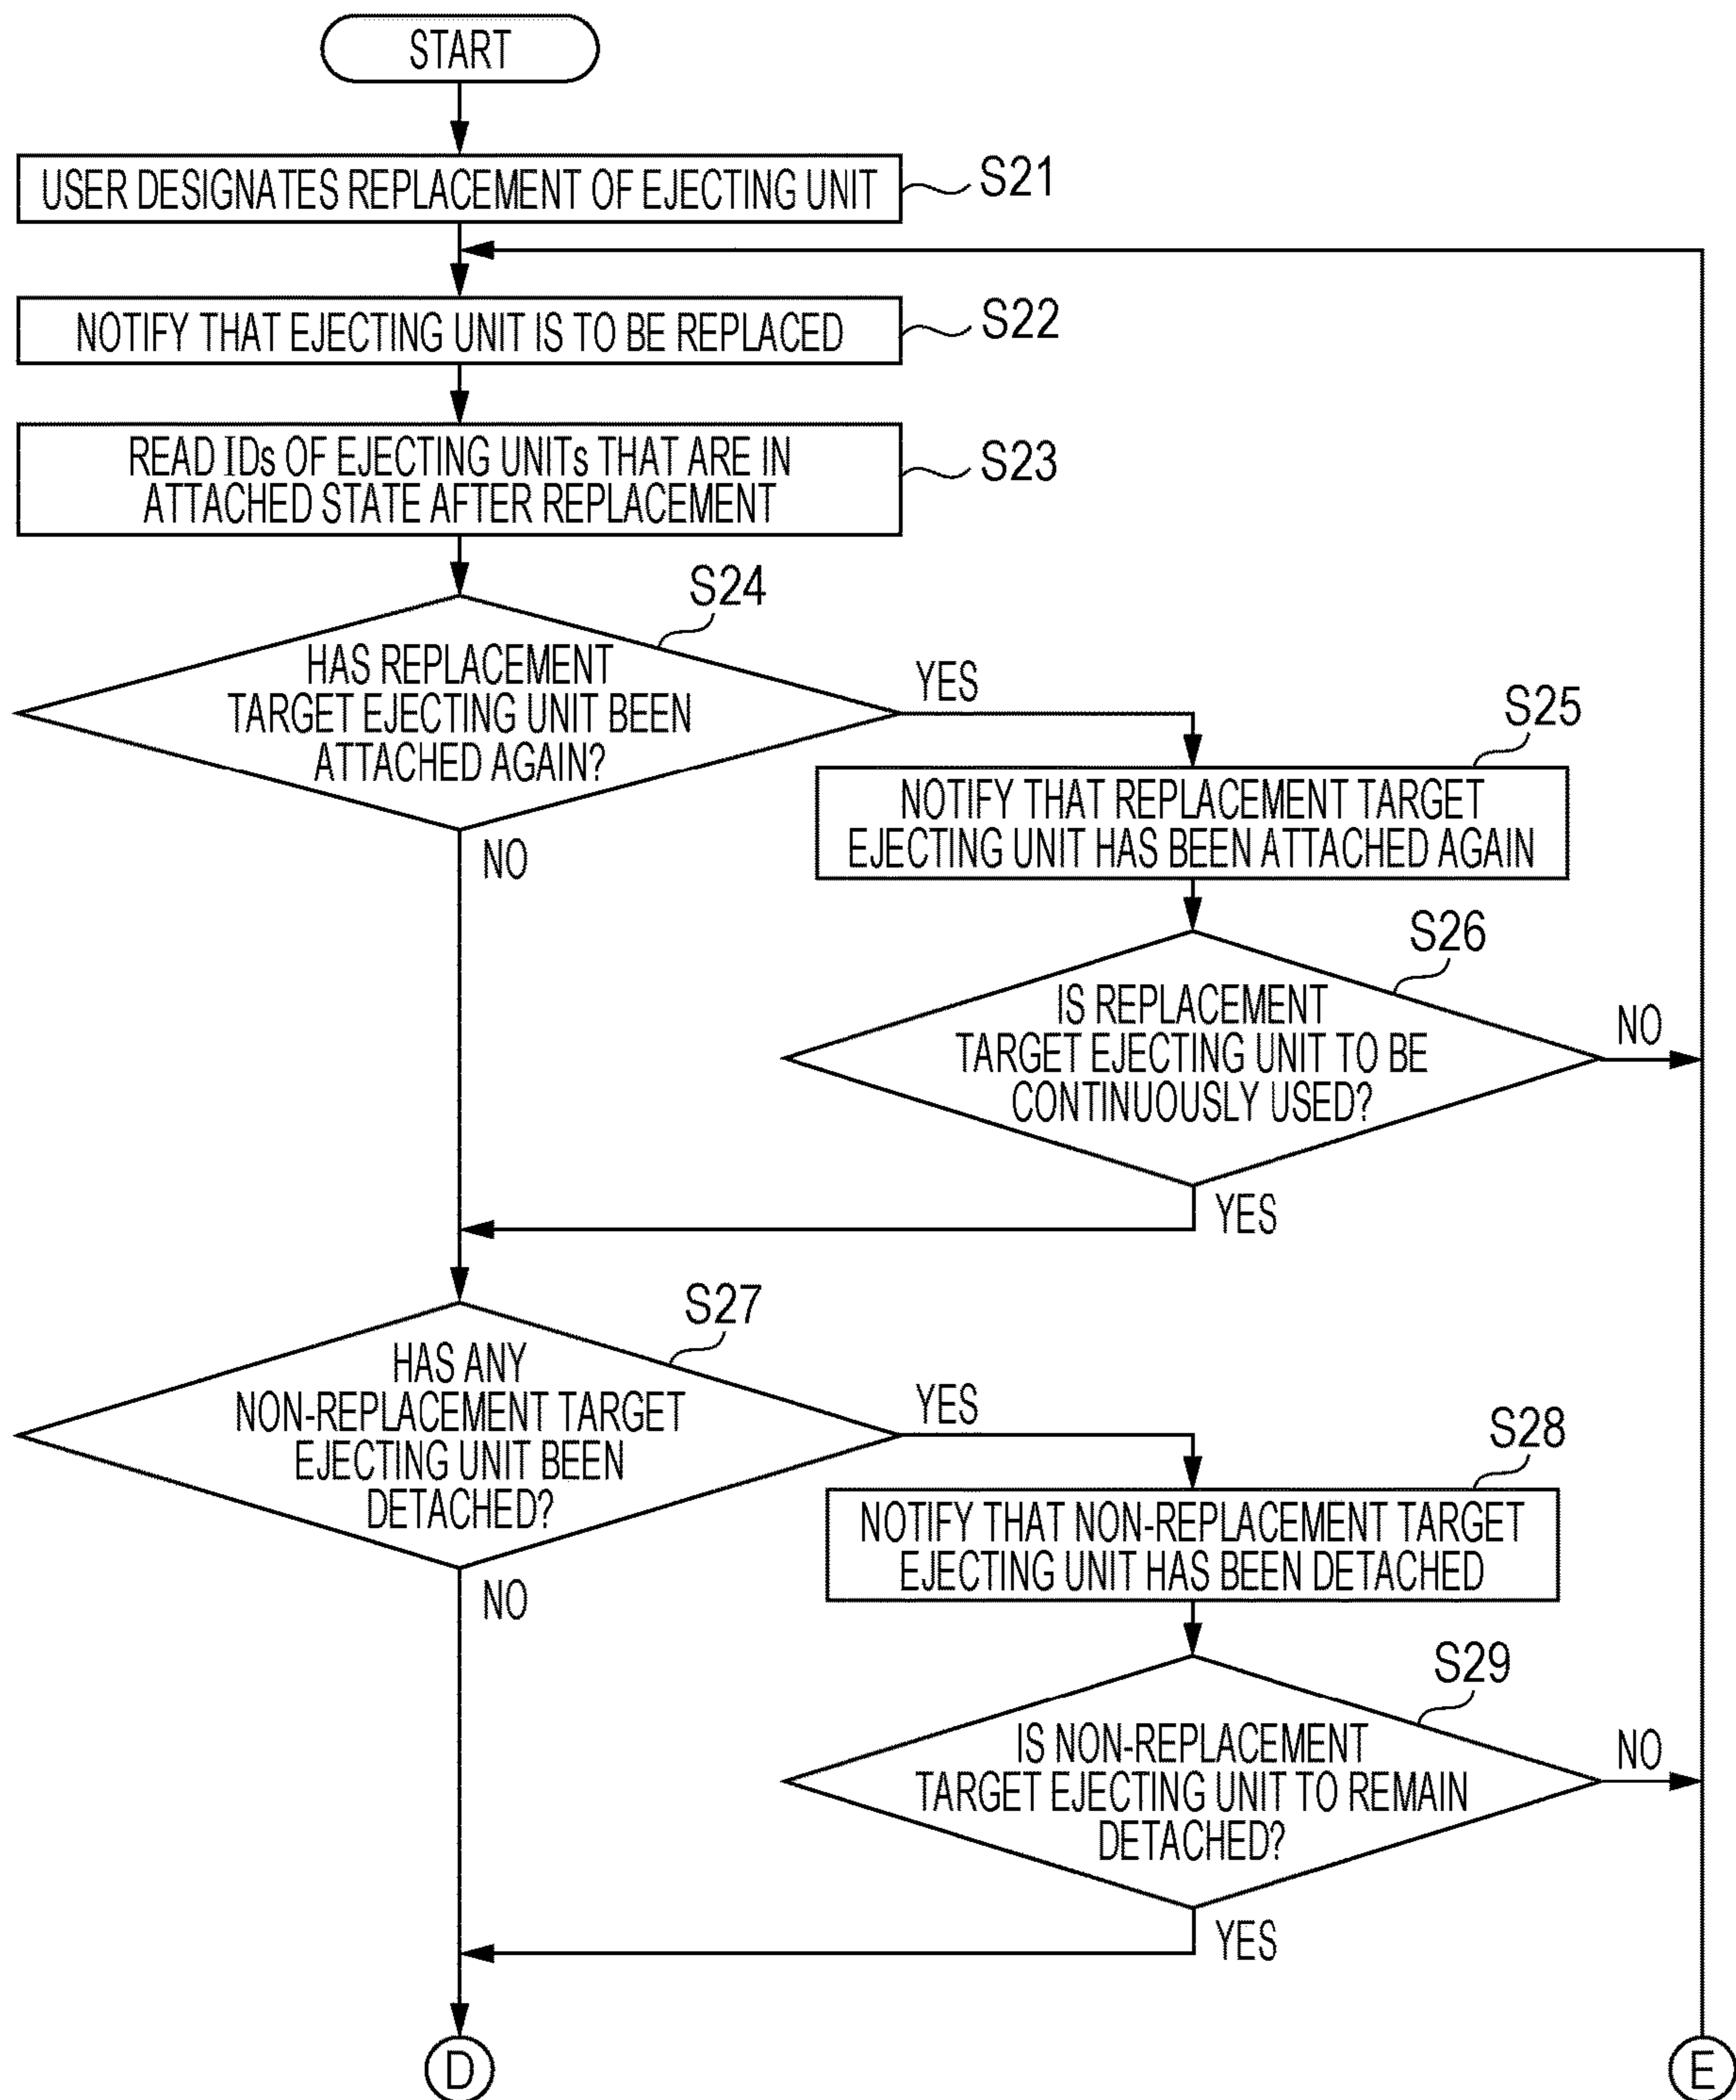 START
USER DESIGNATES REPLACEMENT OF EJECTING UNIT
S21
NOTIFY THAT EJECTING UNIT IS TO BE REPLACED
S22
READ IDs OF EJECTING UNITs THAT ARE IN
ATTACHED STATE AFTER REPLACEMENT
S23
S24
HAS REPLACEMENT
TARGET EJECTING UNIT BEEN
ATTACHED AGAIN?
YES
NO
S25
NOTIFY THAT REPLACEMENT TARGET
EJECTING UNIT HAS BEEN ATTACHED AGAIN
S26
IS REPLACEMENT
TARGET EJECTING UNIT TO BE
CONTINUOUSLY USED?
NO
YES
S27
HAS ANY
NON-REPLACEMENT TARGET
EJECTING UNIT BEEN
DETACHED?
YES
NO
S28
NOTIFY THAT NON-REPLACEMENT TARGET
EJECTING UNIT HAS BEEN DETACHED
S29
IS NON-REPLACEMENT
TARGET EJECTING UNIT TO REMAIN
DETACHED?
NO
YES
D
E